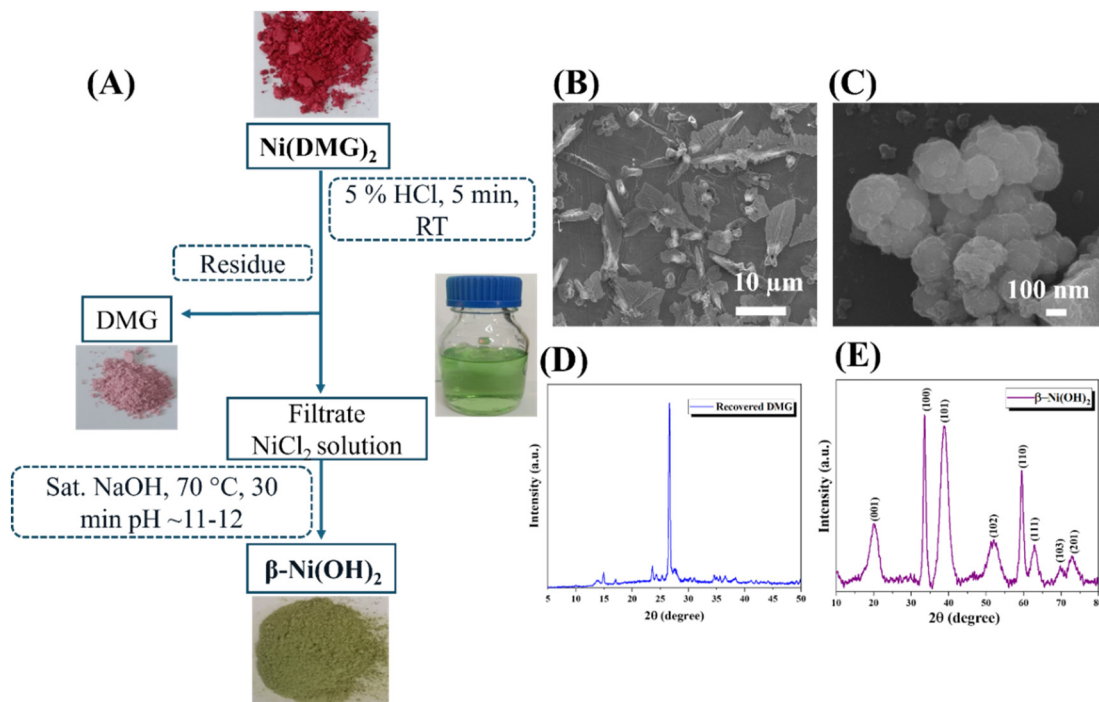 (A)
Ni(DMG)₂
5 % HCl, 5 min,
RT
Residue
DMG
Filtrate
NiCl₂ solution
Sat. NaOH, 70 °C, 30
min pH ~11-12
β-Ni(OH)₂
(B)
10 µm
(C)
100 nm
(D)
Recovered DMG
Intensity (a.u.)
5 10 15 20 25 30 35 40 45 50
2θ (degree)
(E)
β–Ni(OH)₂
Intensity (a.u.)
(001)
(100)
(101)
(102)
(110)
(111)
(103)
(201)
10 20 30 40 50 60 70 80
2θ (degree)